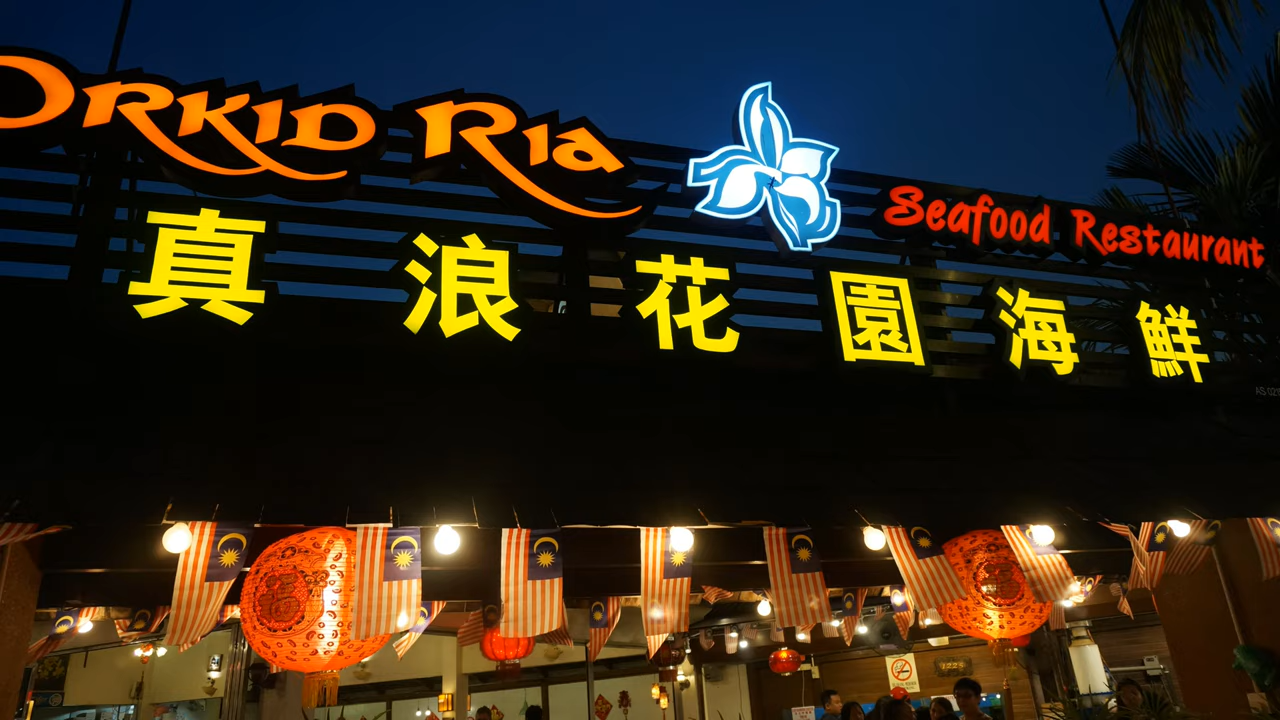 ORKID RIA
Seafood Restaurant
真浪花園海鮮